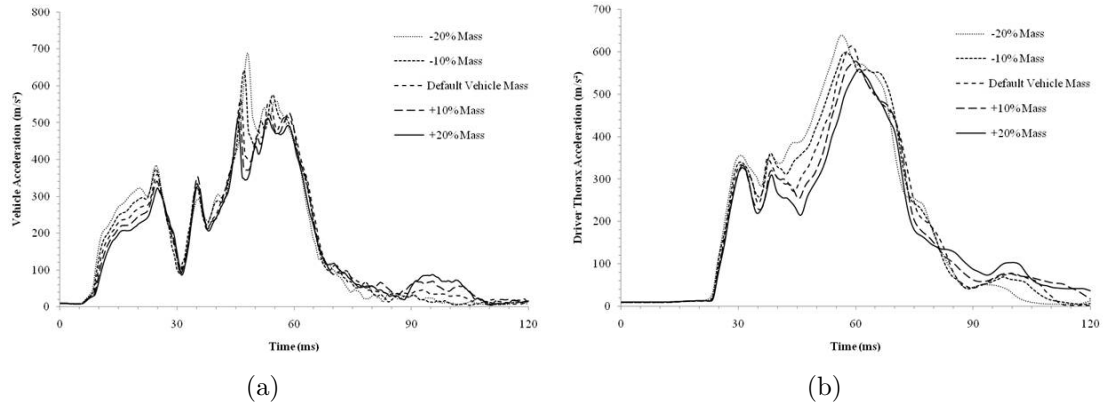 800
700
600
500
400
300
200
100
0
Vehicle Acceleration (m/s²)
-20% Mass
-10% Mass
Default Vehicle Mass
+10% Mass
+20% Mass
0 30 60 90 120
Time (ms)
(a)
700
600
500
400
300
200
100
0
Driver Thorax Acceleration (m/s²)
-20% Mass
-10% Mass
Default Vehicle Mass
+10% Mass
+20% Mass
0 30 60 90 120
Time (ms)
(b)